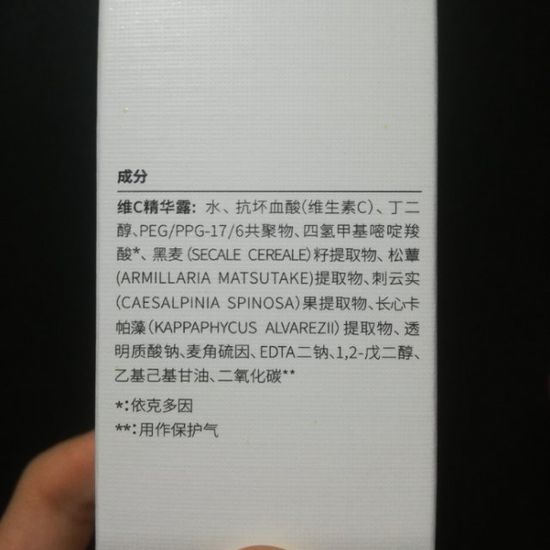 成分
维C精华露: 水、抗坏血酸(维生素C)、丁二
醇、PEG/PPG-17/6共聚物、四氢甲基嘧啶羧
酸*、黑麦(SECALE CEREALE)籽提取物、松蕈
(ARMILLARIA MATSUTAKE)提取物、刺云实
(CAESALPINIA SPINOSA)果提取物、长心卡
帕藻(KAPPAPHYCUS ALVAREZII)提取物、透
明质酸钠、麦角硫因、EDTA二钠、1,2-戊二醇、
乙基己基甘油、二氧化碳**
*:依克多因
**:用作保护气